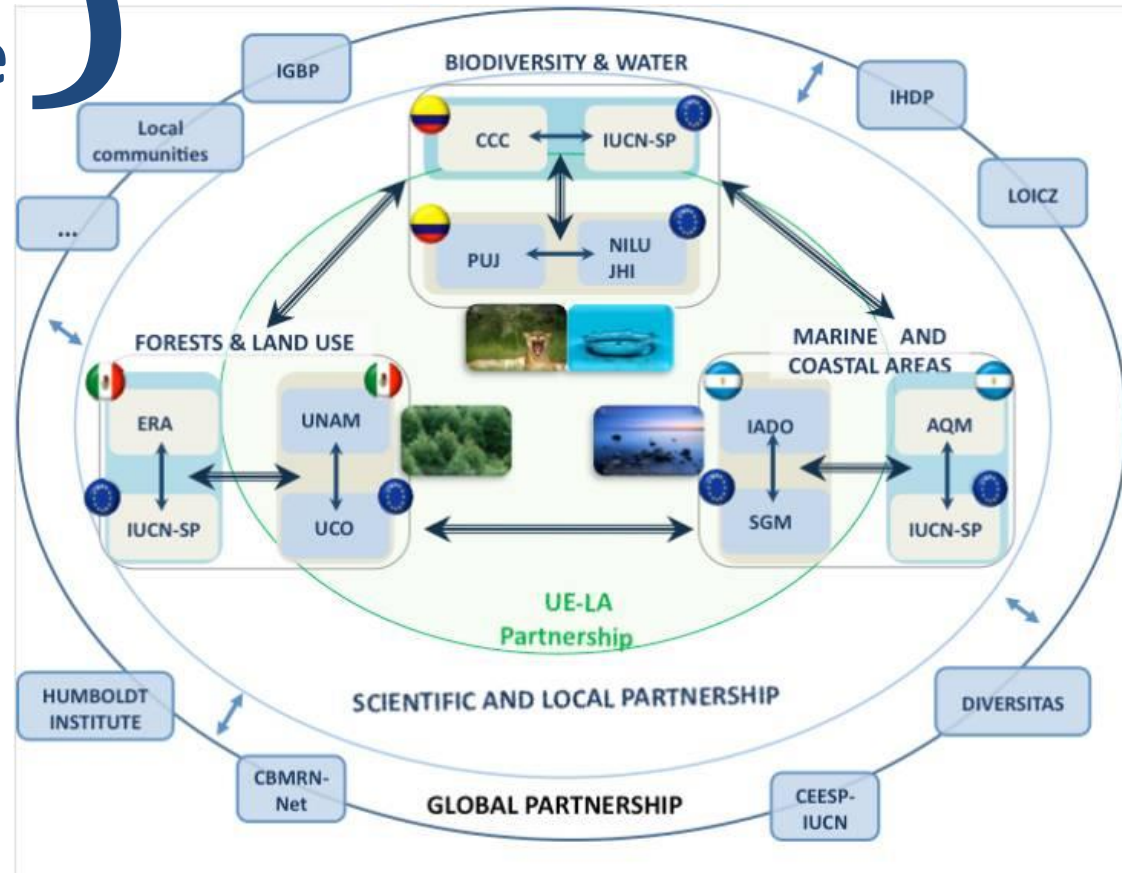 e
IGBP
BIODIVERSITY & WATER
IHDP
Local
communities
CCC
IUCN-SP
LOICZ
...
PUJ
NILU
JHI
FORESTS & LAND USE
MARINE AND
COASTAL AREAS
ERA
UNAM
IADO
AQM
IUCN-SP
UCO
SGM
IUCN-SP
UE-LA
Partnership
SCIENTIFIC AND LOCAL PARTNERSHIP
HUMBOLDT
INSTITUTE
DIVERSITAS
CBMRN-
Net
GLOBAL PARTNERSHIP
CEESP-
IUCN